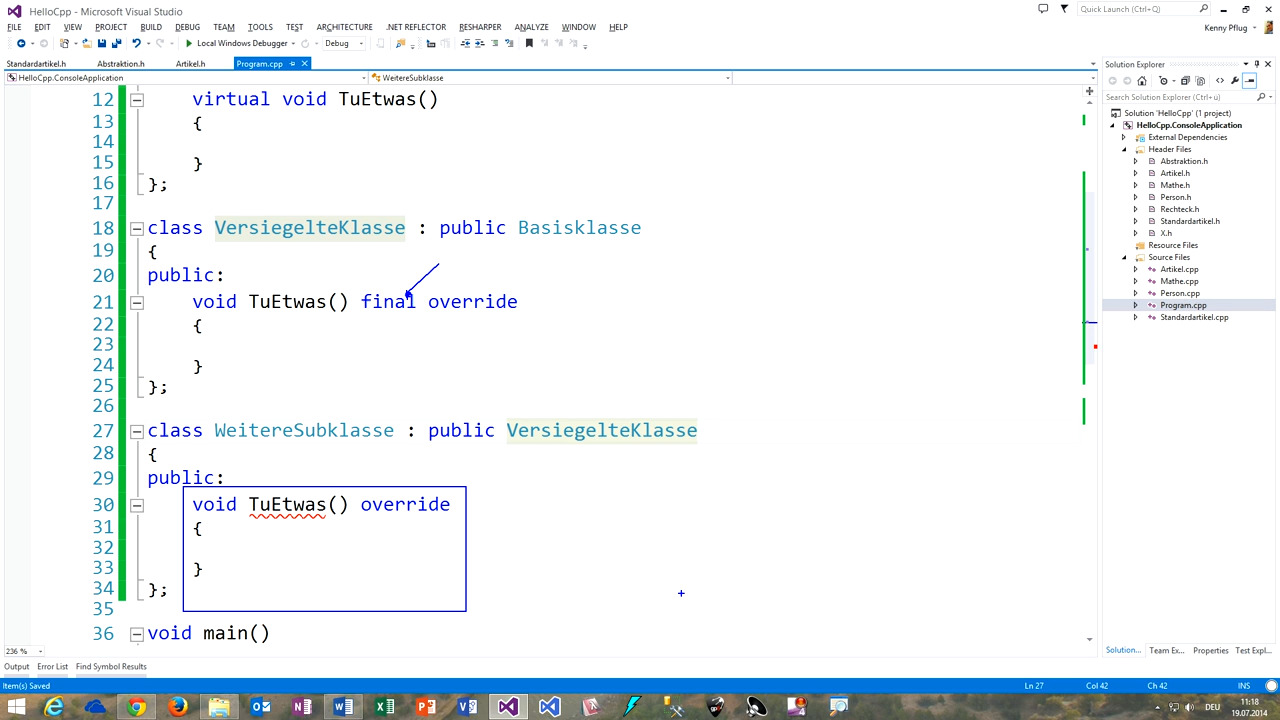 HelloCpp - Microsoft Visual Studio
Quick Launch (Ctrl+Q)
FILE EDIT VIEW PROJECT BUILD DEBUG TEAM TOOLS TEST ARCHITECTURE .NET REFLECTOR RESHARPER ANALYZE WINDOW HELP
Kenny Pflug
Local Windows Debugger
Debug
Standardartikel.h Abstraktion.h Artikel.h Program.cpp
HelloCpp.ConsoleApplication
WeitereSubklasse
12 virtual void TuEtwas()
13 {
14
15 }
16 };
17
18 class VersiegelteKlasse : public Basisklasse
19 {
20 public:
21 void TuEtwas() final override
22 {
23
24 }
25 };
26
27 class WeitereSubklasse : public VersiegelteKlasse
28 {
29 public:
30 void TuEtwas() override
31 {
32
33 }
34 };
35
36 void main()
236 %
Solution Explorer
Search Solution Explorer (Ctrl+ü)
Solution 'HelloCpp' (1 project)
HelloCpp.ConsoleApplication
External Dependencies
Header Files
Abstraktion.h
Artikel.h
Mathe.h
Person.h
Rechteck.h
Standardartikel.h
X.h
Resource Files
Source Files
Artikel.cpp
Mathe.cpp
Person.cpp
Program.cpp
Standardartikel.cpp
Solution... Team Ex... Properties Test Expl...
Output Error List Find Symbol Results
Item(s) Saved
Ln 27 Col 42 Ch 42 INS
DEU
11:18
19.07.2014